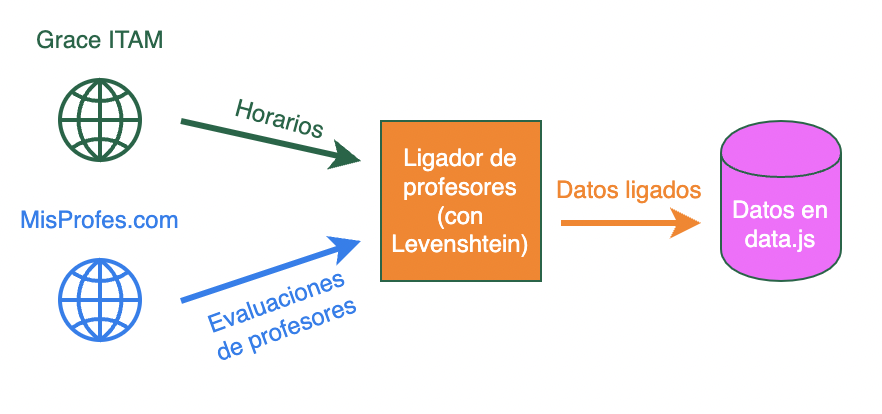 Grace ITAM
Horarios
MisProfes.com
Evaluaciones
de profesores
Ligador de
profesores
(con
Levenshtein)
Datos ligados
Datos en
data.js